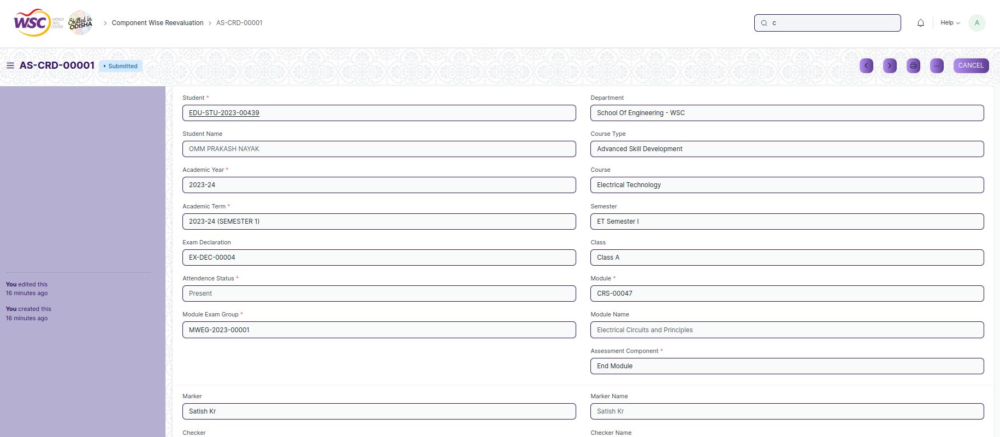 WSC WORLD SKILL CENTER Skilled in ODISHA > Component Wise Reevaluation > AS-CRD-00001 c Help A
AS-CRD-00001 • Submitted ... CANCEL
Student * Department
EDU-STU-2023-00439 School Of Engineering - WSC
Student Name Course Type
OMM PRAKASH NAYAK Advanced Skill Development
Academic Year * Course
2023-24 Electrical Technology
Academic Term * Semester
2023-24 (SEMESTER 1) ET Semester I
Exam Declaration Class
EX-DEC-00004 Class A
Attendence Status * Module *
You edited this
16 minutes ago Present CRS-00047
You created this
16 minutes ago
Module Exam Group * Module Name
MWEG-2023-00001 Electrical Circuits and Principles
Assessment Component *
End Module
Marker Marker Name
Satish Kr Satish Kr
Checker Checker Name